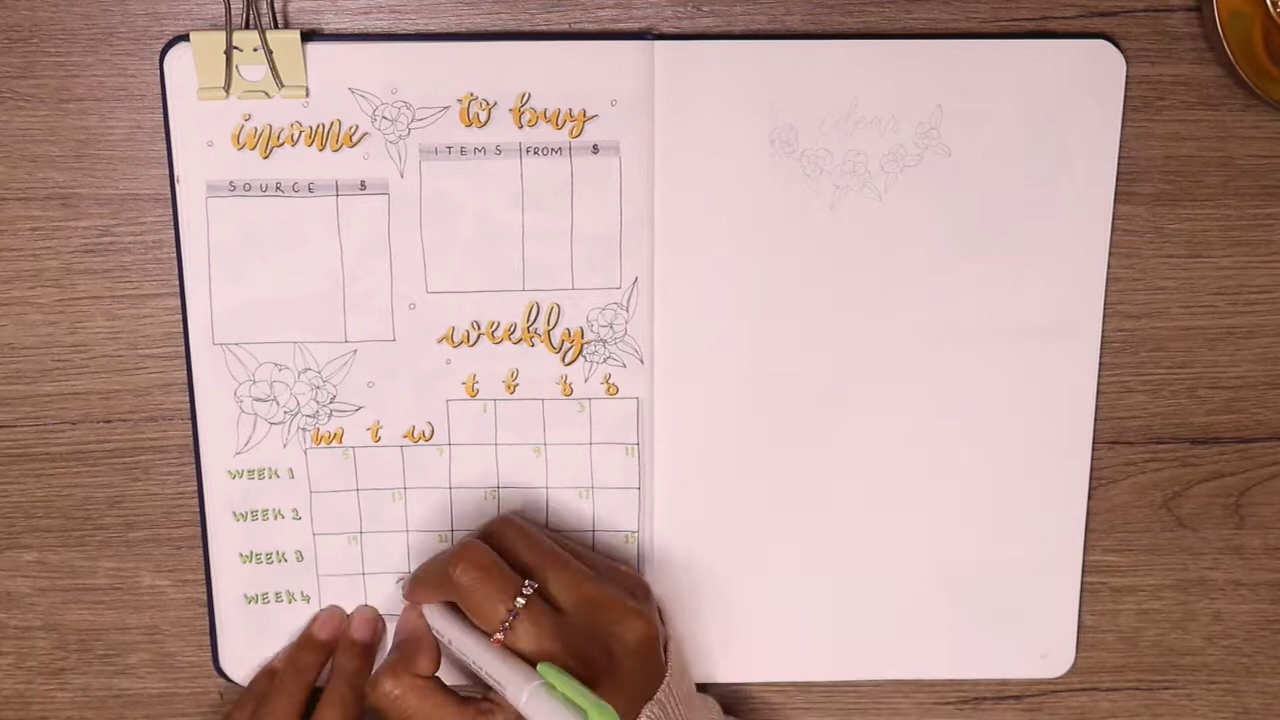 income
to buy
ITEMS FROM $
SOURCE $
ideas
weekly
t f s s
m t w
1 3
WEEK 1 5 7 9 11
WEEK 2 13 15 17
WEEK 3 19 21 25
WEEK 4